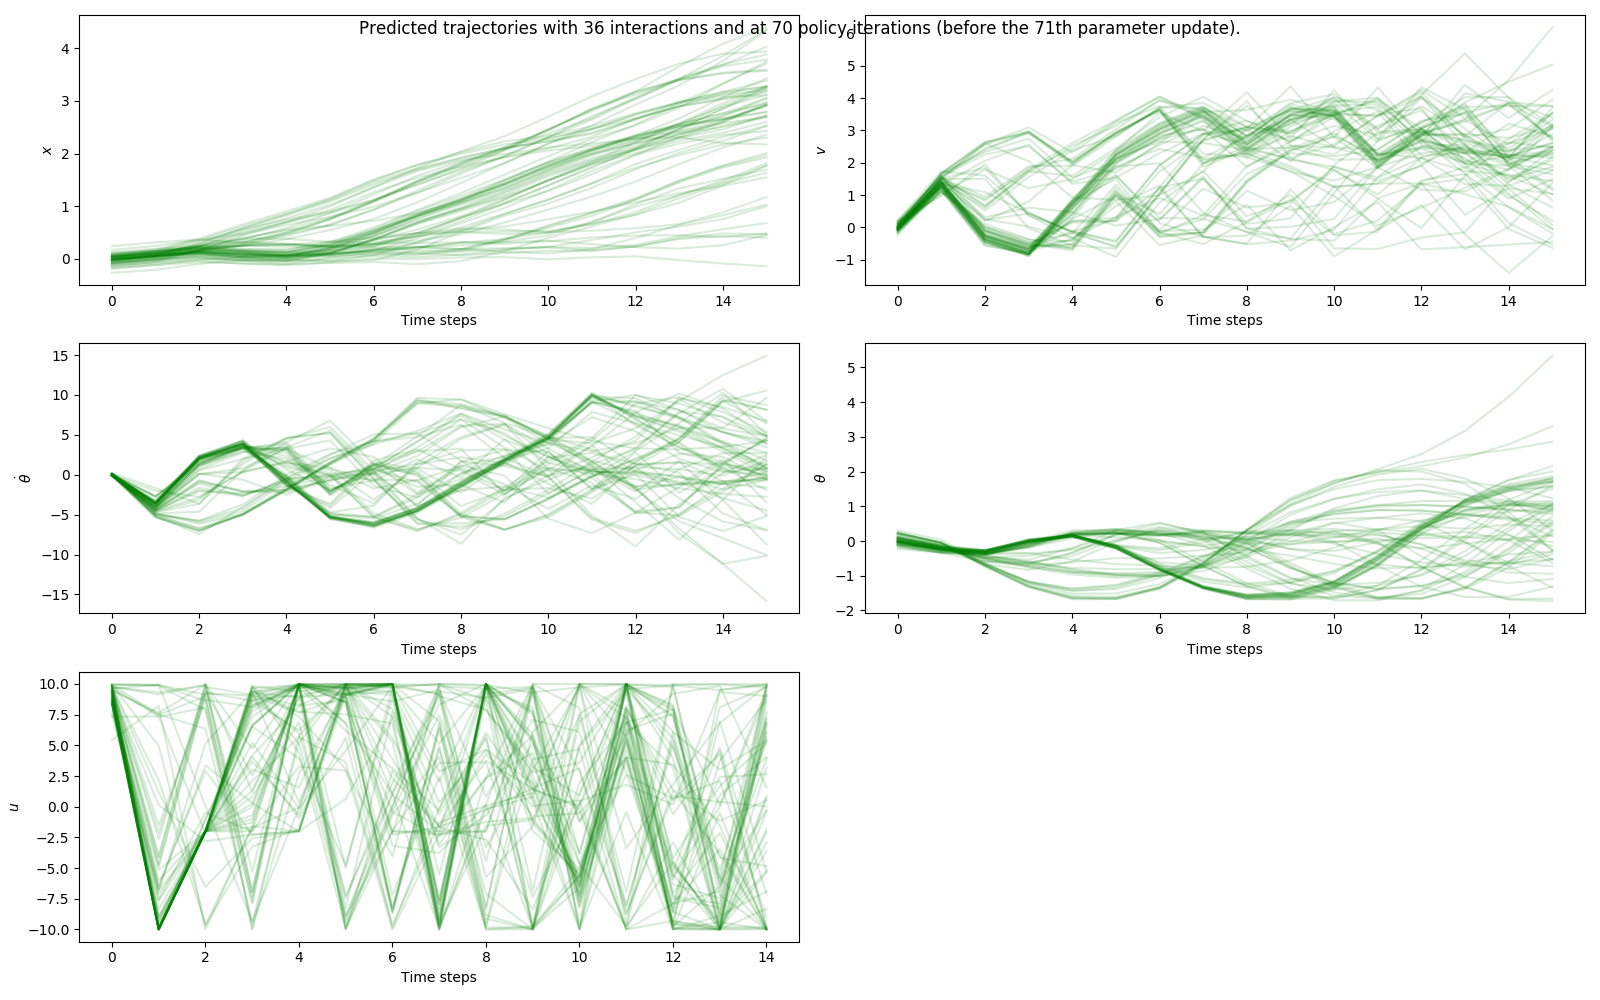 Predicted trajectories with 36 interactions and at 70 policy iterations (before the 71th parameter update).
4
3
2
1
0
x
0 2 4 6 8 10 12 14
Time steps
6
5
4
3
2
1
0
−1
v
0 2 4 6 8 10 12 14
Time steps
15
10
5
0
−5
−10
−15
θ̇
0 2 4 6 8 10 12 14
Time steps
5
4
3
2
1
0
−1
−2
θ
0 2 4 6 8 10 12 14
Time steps
10.0
7.5
5.0
2.5
0.0
−2.5
−5.0
−7.5
−10.0
u
0 2 4 6 8 10 12 14
Time steps